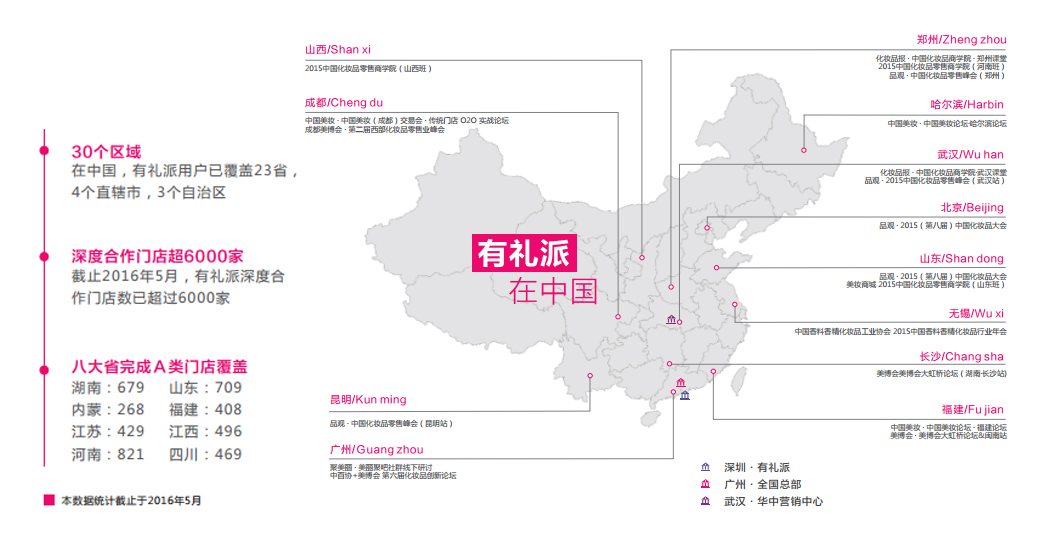 30个区域
在中国，有礼派用户已覆盖23省，
4个直辖市，3个自治区
深度合作门店超6000家
截止2016年5月，有礼派深度合
作门店数已超过6000家
八大省完成A类门店覆盖
湖南：679 山东：709
内蒙：268 福建：408
江苏：429 江西：496
河南：821 四川：469
本数据统计截止于2016年5月
山西/Shan xi
2015中国化妆品零售商学院（山西班）
成都/Cheng du
中国美妆·中国美妆（成都）交易会·传统门店 O2O 实战论坛
成都美博会·第二届西部化妆品零售业峰会
有礼派
在中国
昆明/Kun ming
品观·中国化妆品零售峰会（昆明站）
广州/Guang zhou
聚美丽·美丽聚吧社群线下研讨
中百协+美博会 第六届化妆品创新论坛
郑州/Zheng zhou
化妆品报·中国化妆品商学院·郑州课堂
2015中国化妆品零售商学院（河南班）
品观·中国化妆品零售峰会（郑州）
哈尔滨/Harbin
中国美妆·中国美妆论坛·哈尔滨论坛
武汉/Wu han
化妆品报·中国化妆品商学院·武汉课堂
品观·2015中国化妆品零售峰会（武汉站）
北京/Beijing
品观·2015（第八届）中国化妆品大会
山东/Shan dong
品观·2015（第八届）中国化妆品大会
美妆商城 2015中国化妆品零售商学院（山东班）
无锡/Wu xi
中国香料香精化妆品工业协会 2015中国香料香精化妆品行业年会
长沙/Chang sha
美博会美博会大虹桥论坛（湖南·长沙站)
福建/Fu jian
中国美妆·中国美妆论坛·福建论坛
美博会·美博会大虹桥论坛&闽南站
深圳·有礼派
广州·全国总部
武汉·华中营销中心